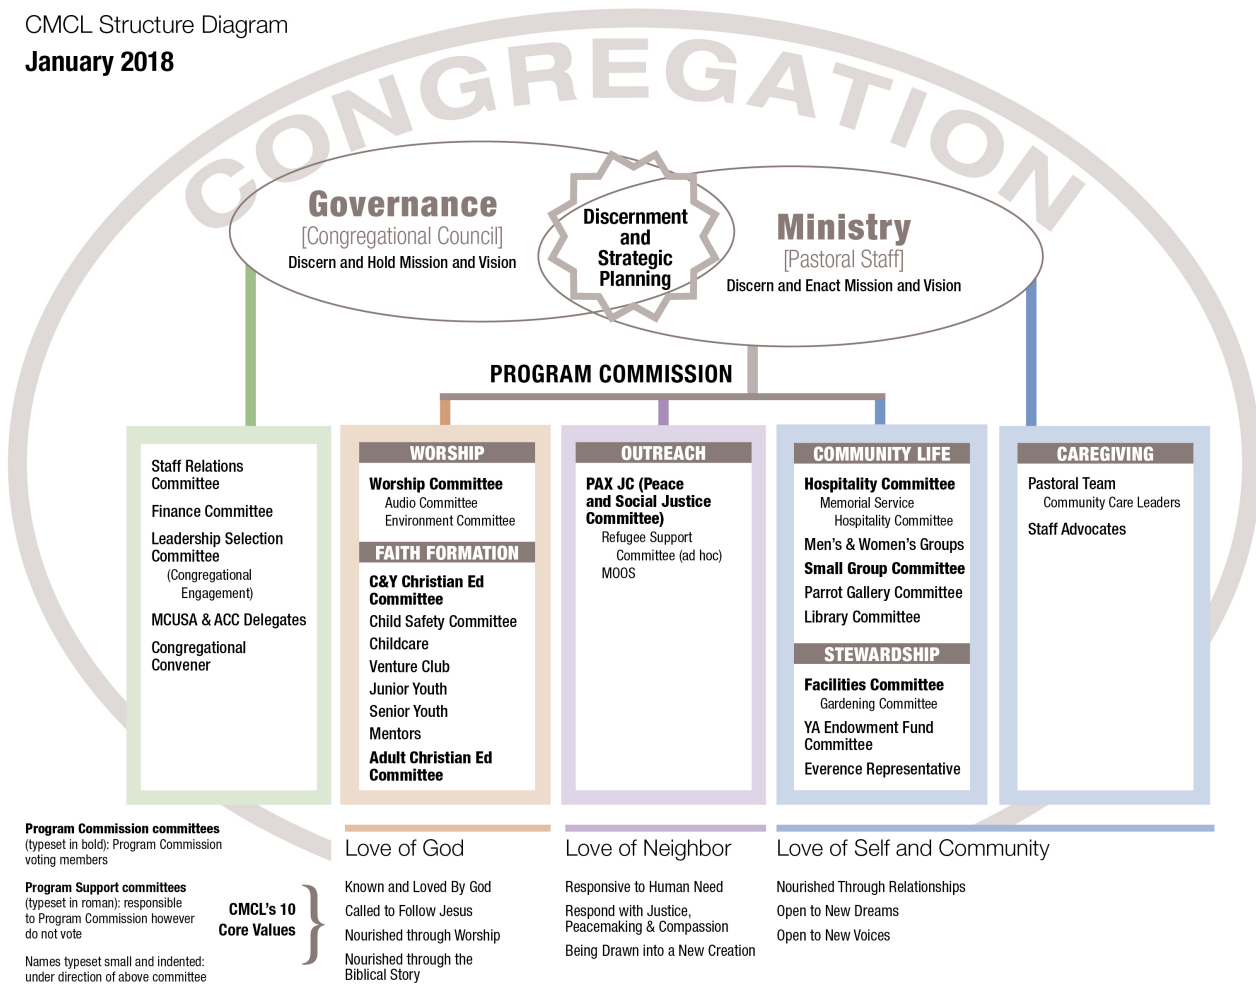 CMCL Structure Diagram
January 2018
CONGREGATION
Governance
[Congregational Council]
Discern and Hold Mission and Vision
Discernment
and
Strategic
Planning
Ministry
[Pastoral Staff]
Discern and Enact Mission and Vision
PROGRAM COMMISSION
Staff Relations
Committee
Finance Committee
Leadership Selection
Committee
(Congregational
Engagement)
MCUSA & ACC Delegates
Congregational
Convener
WORSHIP
Worship Committee
Audio Committee
Environment Committee
FAITH FORMATION
C&Y Christian Ed
Committee
Child Safety Committee
Childcare
Venture Club
Junior Youth
Senior Youth
Mentors
Adult Christian Ed
Committee
OUTREACH
PAX JC (Peace
and Social Justice
Committee)
Refugee Support
Committee (ad hoc)
MOOS
COMMUNITY LIFE
Hospitality Committee
Memorial Service
Hospitality Committee
Men's & Women's Groups
Small Group Committee
Parrot Gallery Committee
Library Committee
STEWARDSHIP
Facilities Committee
Gardening Committee
YA Endowment Fund
Committee
Everence Representative
CAREGIVING
Pastoral Team
Community Care Leaders
Staff Advocates
Program Commission committees
(typeset in bold): Program Commission
voting members
Program Support committees
(typeset in roman): responsible
to Program Commission however
do not vote
Names typeset small and indented:
under direction of above committee
CMCL's 10
Core Values
Love of God
Known and Loved By God
Called to Follow Jesus
Nourished through Worship
Nourished through the
Biblical Story
Love of Neighbor
Responsive to Human Need
Respond with Justice,
Peacemaking & Compassion
Being Drawn into a New Creation
Love of Self and Community
Nourished Through Relationships
Open to New Dreams
Open to New Voices